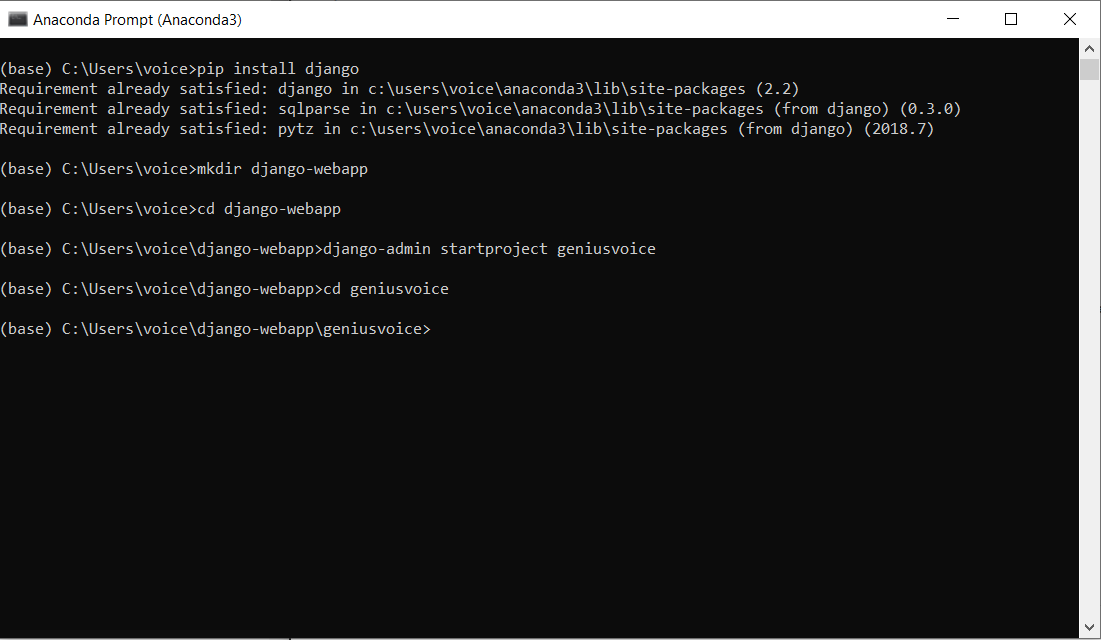 Anaconda Prompt (Anaconda3)
(base) C:\Users\voice>pip install django
Requirement already satisfied: django in c:\users\voice\anaconda3\lib\site-packages (2.2)
Requirement already satisfied: sqlparse in c:\users\voice\anaconda3\lib\site-packages (from django) (0.3.0)
Requirement already satisfied: pytz in c:\users\voice\anaconda3\lib\site-packages (from django) (2018.7)
(base) C:\Users\voice>mkdir django-webapp
(base) C:\Users\voice>cd django-webapp
(base) C:\Users\voice\django-webapp>django-admin startproject geniusvoice
(base) C:\Users\voice\django-webapp>cd geniusvoice
(base) C:\Users\voice\django-webapp\geniusvoice>